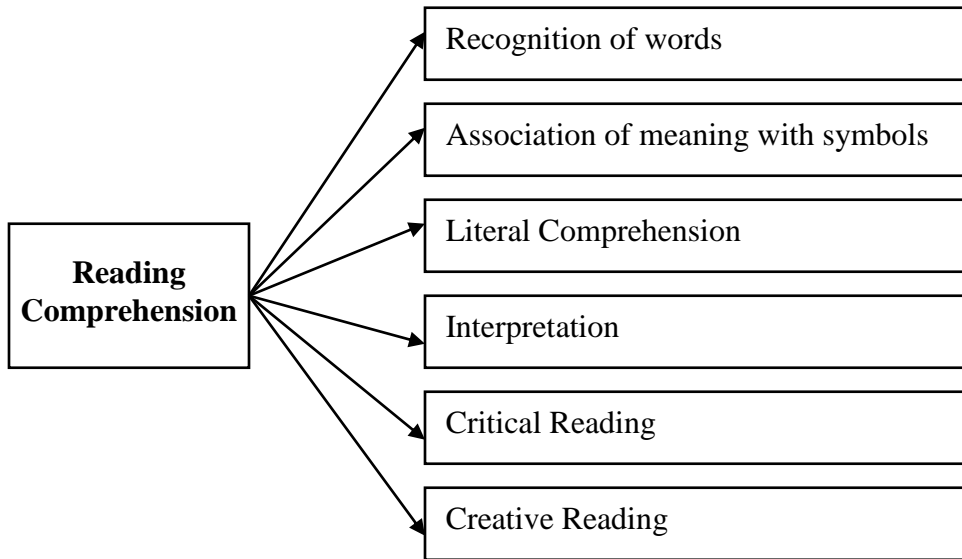 Recognition of words
Association of meaning with symbols
Literal Comprehension
Reading
Comprehension
Interpretation
Critical Reading
Creative Reading